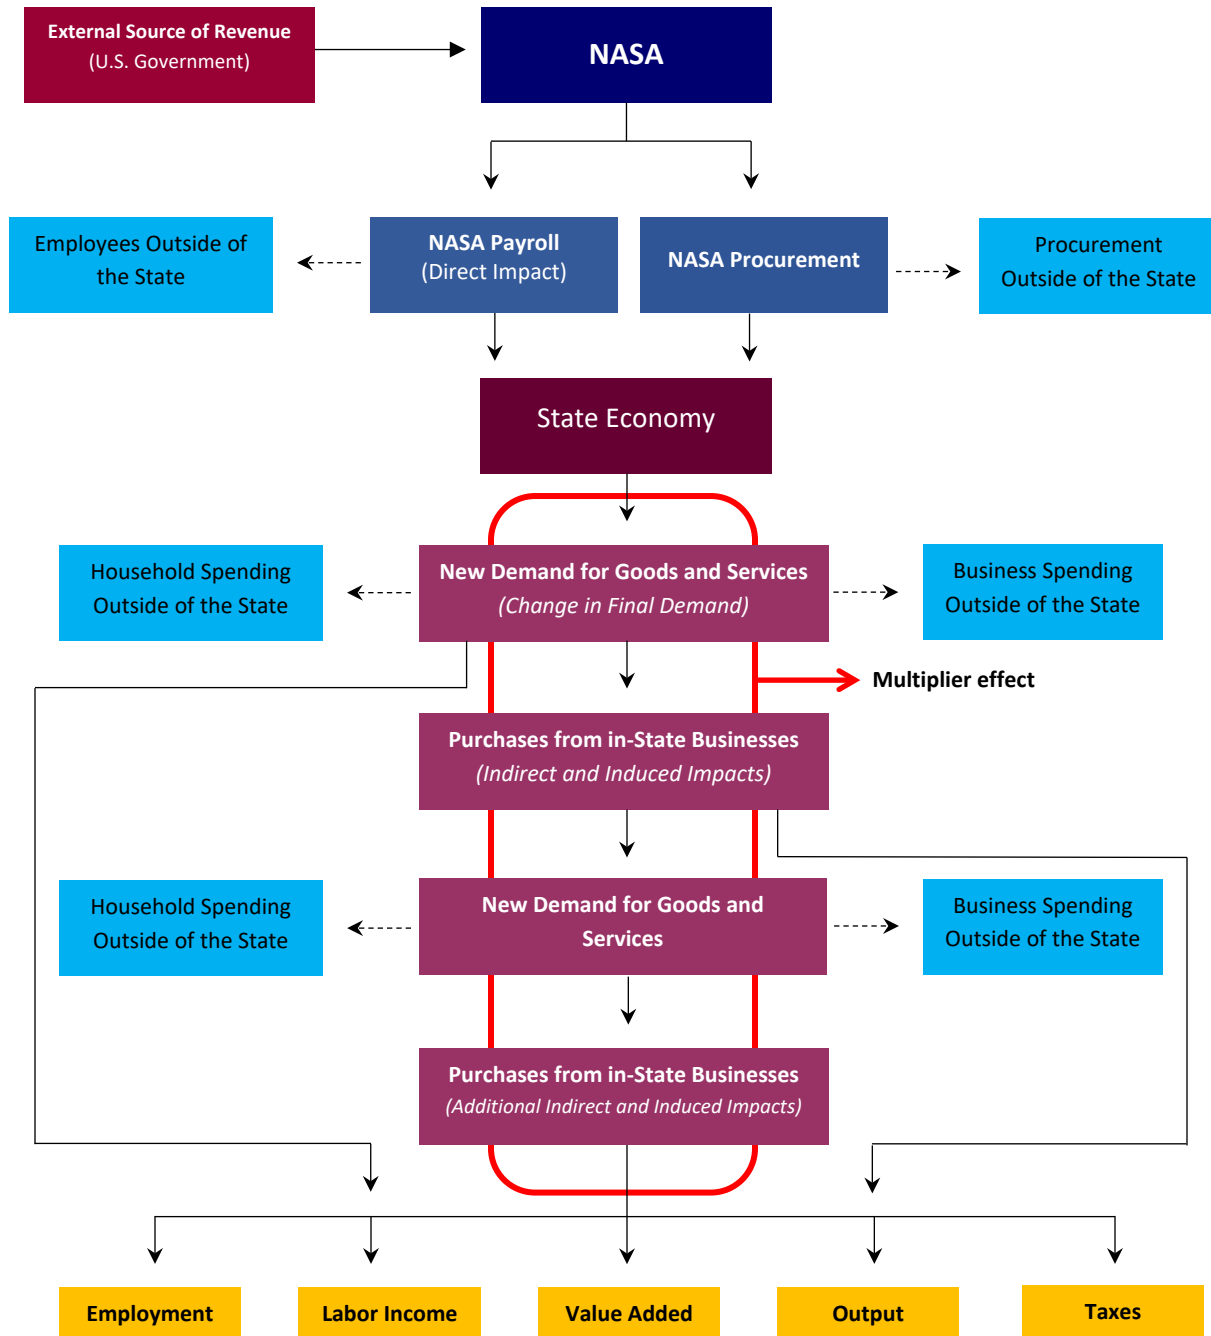 External Source of Revenue
(U.S. Government)
NASA
Employees Outside of
the State
NASA Payroll
(Direct Impact)
NASA Procurement
Procurement
Outside of the State
State Economy
Household Spending
Outside of the State
New Demand for Goods and Services
(Change in Final Demand)
Business Spending
Outside of the State
Multiplier effect
Purchases from in-State Businesses
(Indirect and Induced Impacts)
Household Spending
Outside of the State
New Demand for Goods and
Services
Business Spending
Outside of the State
Purchases from in-State Businesses
(Additional Indirect and Induced Impacts)
Employment
Labor Income
Value Added
Output
Taxes